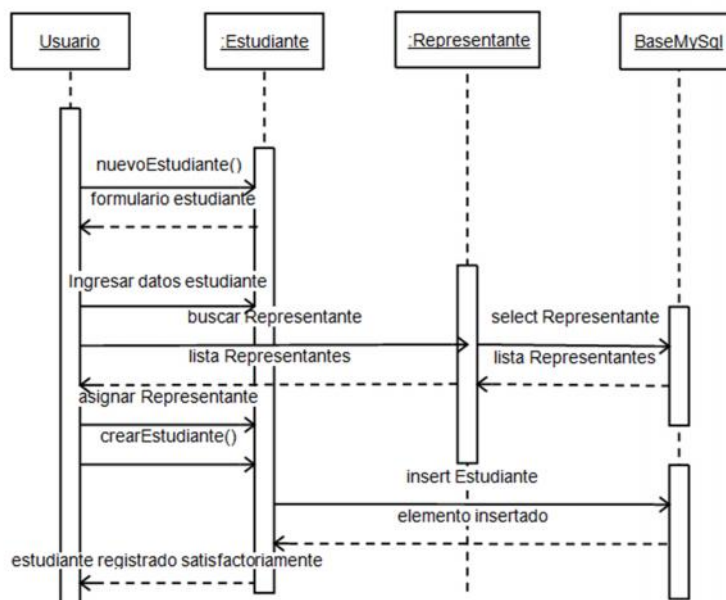 Usuario
:Estudiante
:Representante
BaseMySql
nuevoEstudiante()
formulario estudiante
Ingresar datos estudiante
buscar Representante
select Representante
lista Representantes
lista Representantes
asignar Representante
crearEstudiante()
insert Estudiante
elemento insertado
estudiante registrado satisfactoriamente